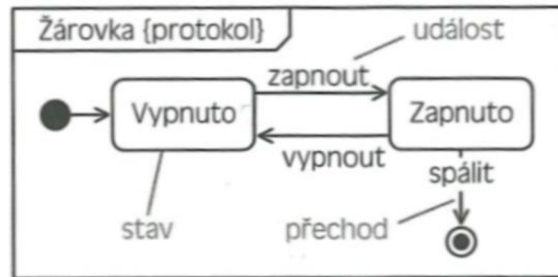 Žárovka {protokol}
událost
zapnout
Vypnuto
Zapnuto
vypnout
spálit
stav
přechod